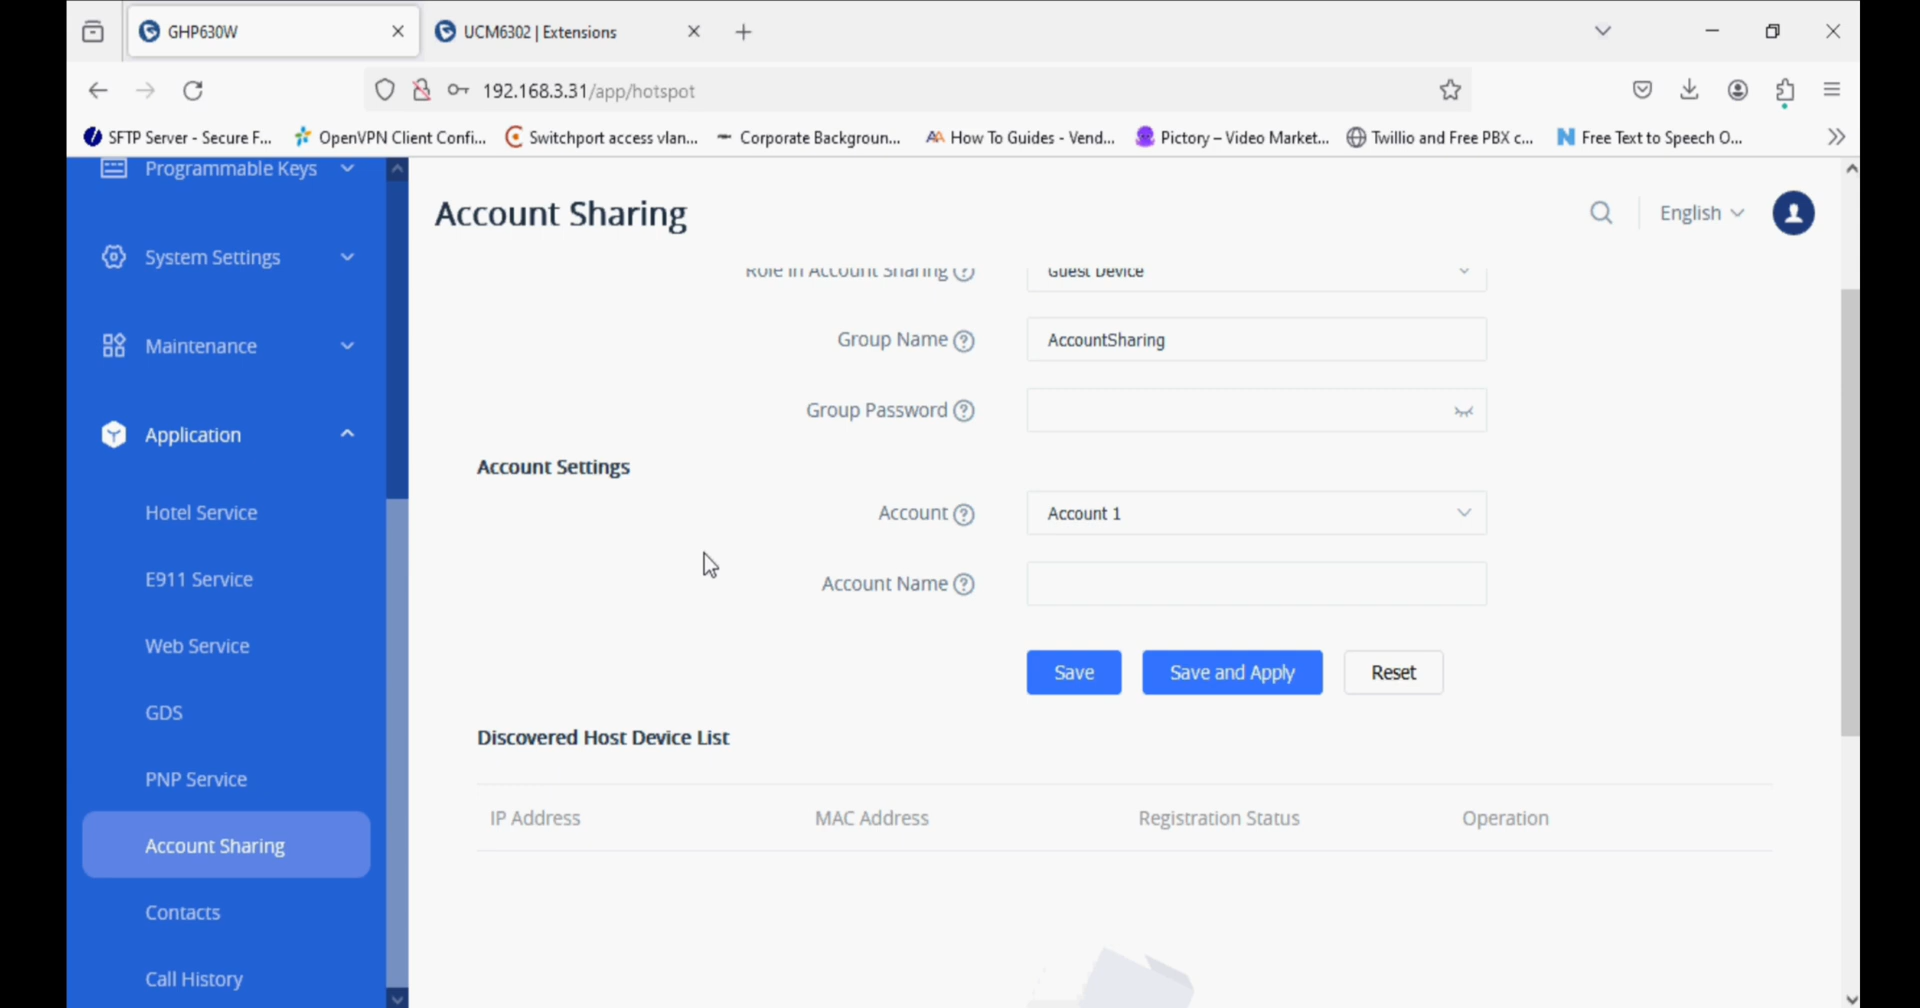 GHP630W
UCM6302 | Extensions
192.168.3.31/app/hotspot
SFTP Server - Secure F...
OpenVPN Client Confi...
Switchport access vlan...
Corporate Backgroun...
How To Guides - Vend...
Pictory – Video Market...
Twillio and Free PBX c...
Free Text to Speech O...
Programmable Keys
System Settings
Maintenance
Application
Hotel Service
E911 Service
Web Service
GDS
PNP Service
Account Sharing
Contacts
Call History
Account Sharing
English
Role in Account Sharing
Guest Device
Group Name
AccountSharing
Group Password
Account Settings
Account
Account 1
Account Name
Save
Save and Apply
Reset
Discovered Host Device List
IP Address
MAC Address
Registration Status
Operation